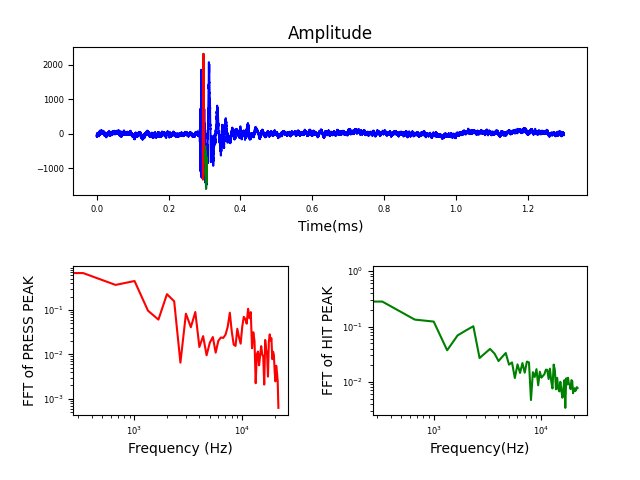 Amplitude
2000
1000
0
−1000
0.0 0.2 0.4 0.6 0.8 1.0 1.2
Time(ms)
FFT of PRESS PEAK
10⁻¹
10⁻²
10⁻³
10³ 10⁴
Frequency (Hz)
FFT of HIT PEAK
10⁰
10⁻¹
10⁻²
10³ 10⁴
Frequency(Hz)